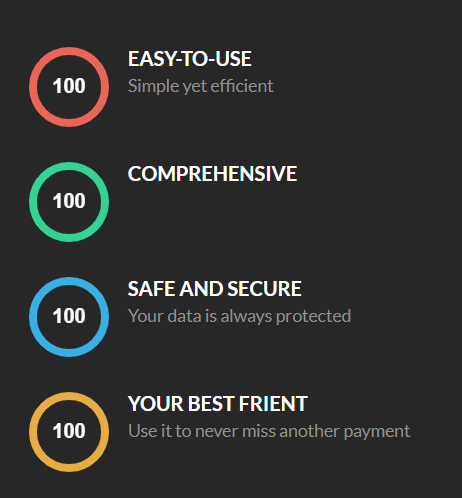 100
EASY-TO-USE
Simple yet efficient
100
COMPREHENSIVE
100
SAFE AND SECURE
Your data is always protected
100
YOUR BEST FRIENT
Use it to never miss another payment